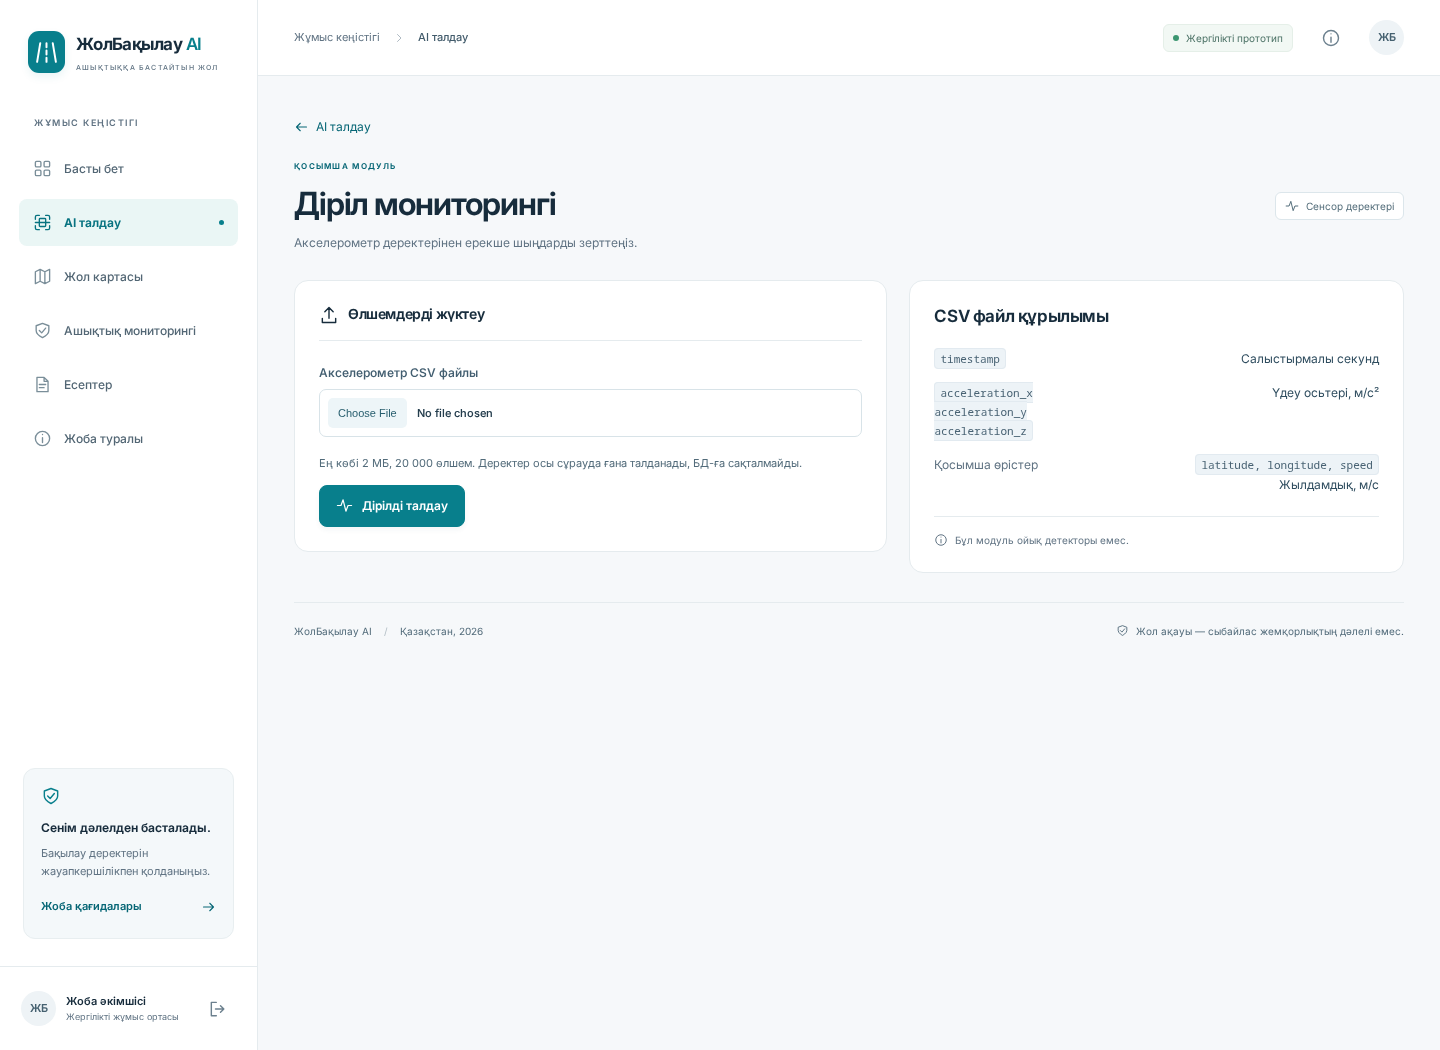 ЖолБақылау AI
АШЫҚТЫҚҚА БАСТАЙТЫН ЖОЛ
ЖҰМЫС КЕҢІСТІГІ
Басты бет
AI талдау
Жол картасы
Ашықтық мониторингі
Есептер
Жоба туралы
Сенім дәлелден басталады.
Бақылау деректерін
жауапкершілікпен қолданыңыз.
Жоба қағидалары
ЖБ
Жоба әкімшісі
Жергілікті жұмыс ортасы
Жұмыс кеңістігі
AI талдау
Жергілікті прототип
ЖБ
AI талдау
ҚОСЫМША МОДУЛЬ
Діріл мониторингі
Акселерометр деректерінен ерекше шыңдарды зерттеңіз.
Сенсор деректері
Өлшемдерді жүктеу
Акселерометр CSV файлы
Choose File No file chosen
Ең көбі 2 МБ, 20 000 өлшем. Деректер осы сұрауда ғана талданады, БД-ға сақталмайды.
Дірілді талдау
CSV файл құрылымы
timestamp
Салыстырмалы секунд
acceleration_x
acceleration_y
acceleration_z
Үдеу осьтері, м/с²
Қосымша өрістер
latitude, longitude, speed
Жылдамдық, м/с
Бұл модуль ойық детекторы емес.
ЖолБақылау AI / Қазақстан, 2026
Жол ақауы — сыбайлас жемқорлықтың дәлелі емес.